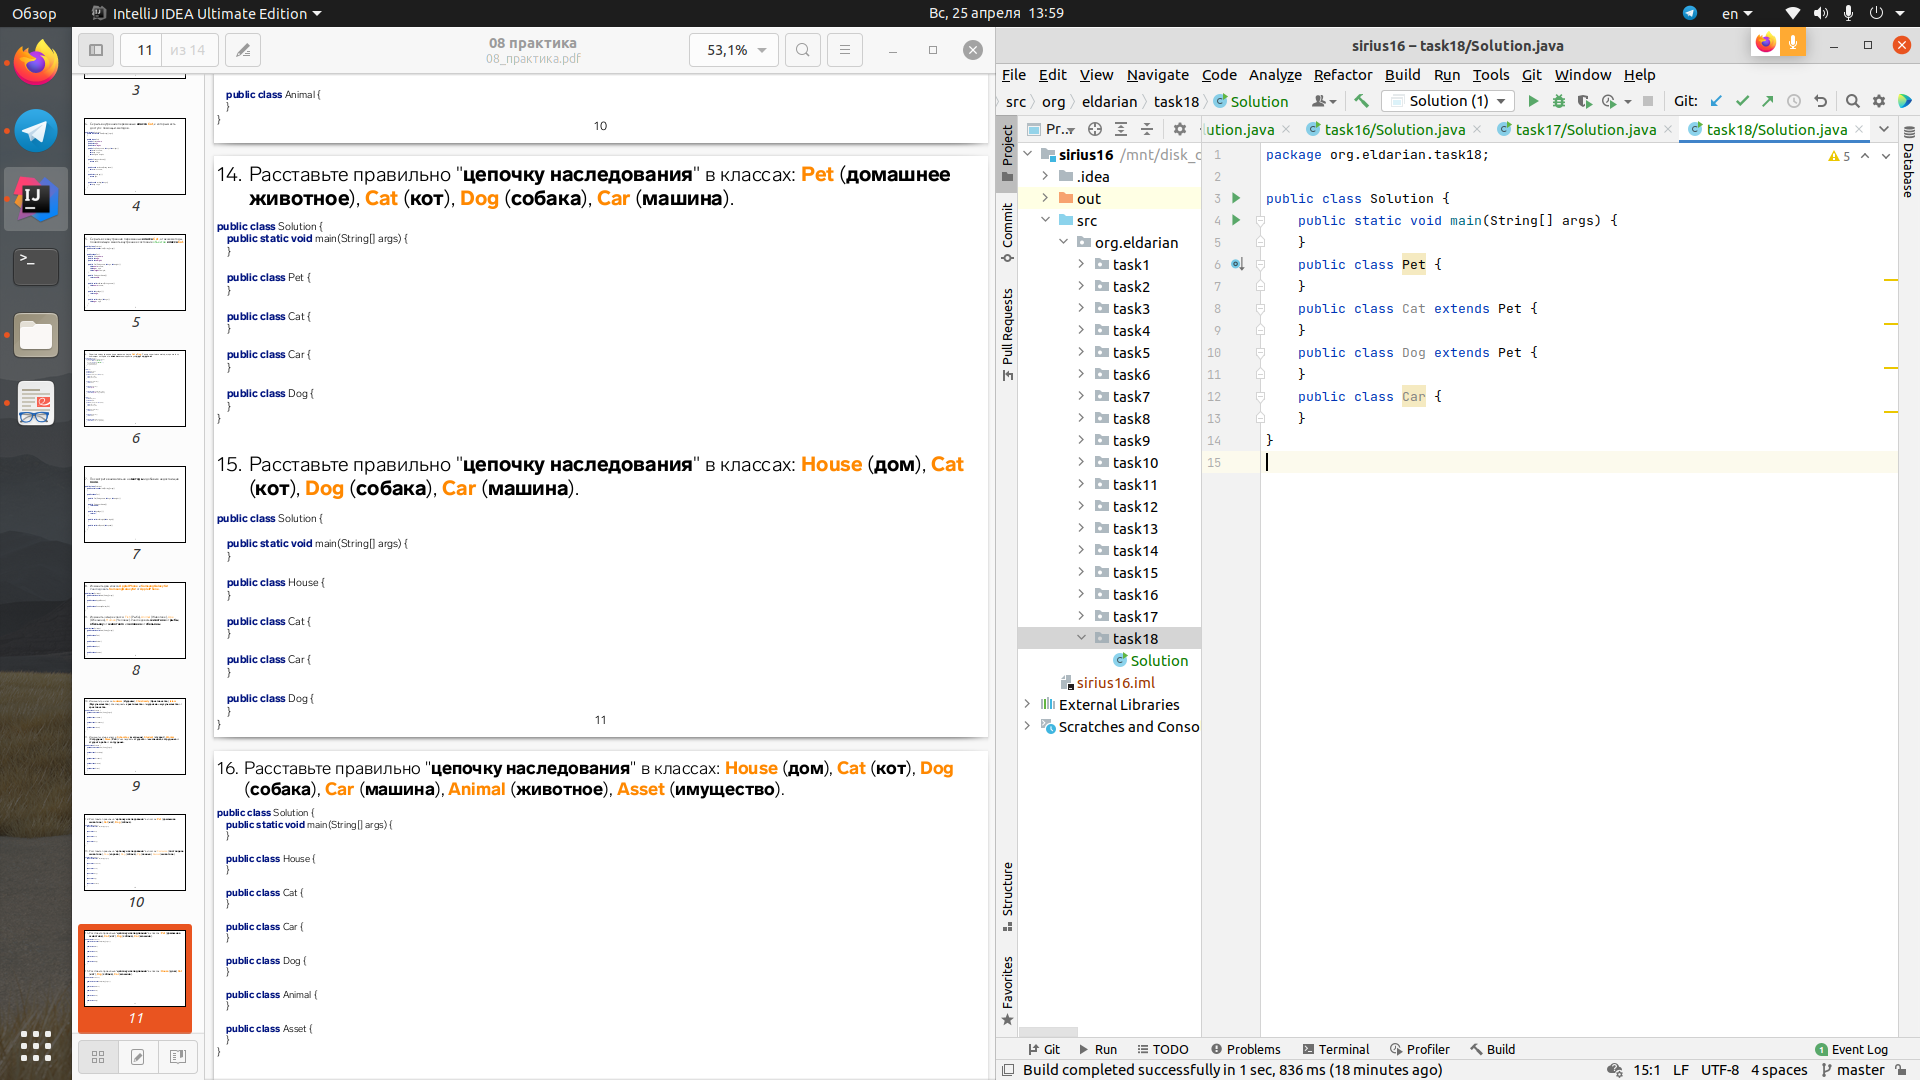 Обзор
IntelliJ IDEA Ultimate Edition
Вс, 25 апреля 13:59
en
11 из 14
08 практика
08_практика.pdf
53,1%
3
4
5
6
7
8
9
10
11
public class Animal {
}
}
10
14. Расставьте правильно "цепочку наследования" в классах: Pet (домашнее
животное), Cat (кот), Dog (собака), Car (машина).
public class Solution {
public static void main(String[] args) {
}
public class Pet {
}
public class Cat {
}
public class Car {
}
public class Dog {
}
}
15. Расставьте правильно "цепочку наследования" в классах: House (дом), Cat
(кот), Dog (собака), Car (машина).
public class Solution {
public static void main(String[] args) {
}
public class House {
}
public class Cat {
}
public class Car {
}
public class Dog {
}
}
11
16. Расставьте правильно "цепочку наследования" в классах: House (дом), Cat (кот), Dog
(собака), Car (машина), Animal (животное), Asset (имущество).
public class Solution {
public static void main(String[] args) {
}
public class House {
}
public class Cat {
}
public class Car {
}
public class Dog {
}
public class Animal {
}
public class Asset {
}
}
sirius16 – task18/Solution.java
File Edit View Navigate Code Analyze Refactor Build Run Tools Git Window Help
src org eldarian task18 Solution
Solution (1)
Git:
Project
Commit
Pull Requests
Structure
Favorites
Pr...
sirius16 /mnt/disk_c
.idea
out
src
org.eldarian
task1
task2
task3
task4
task5
task6
task7
task8
task9
task10
task11
task12
task13
task14
task15
task16
task17
task18
Solution
sirius16.iml
External Libraries
Scratches and Conso
ution.java task16/Solution.java task17/Solution.java task18/Solution.java
5
1 package org.eldarian.task18;
2
3 public class Solution {
4 public static void main(String[] args) {
5 }
6 public class Pet {
7 }
8 public class Cat extends Pet {
9 }
10 public class Dog extends Pet {
11 }
12 public class Car {
13 }
14 }
15
Database
Git Run TODO Problems Terminal Profiler Build
1 Event Log
Build completed successfully in 1 sec, 836 ms (18 minutes ago)
15:1 LF UTF-8 4 spaces master